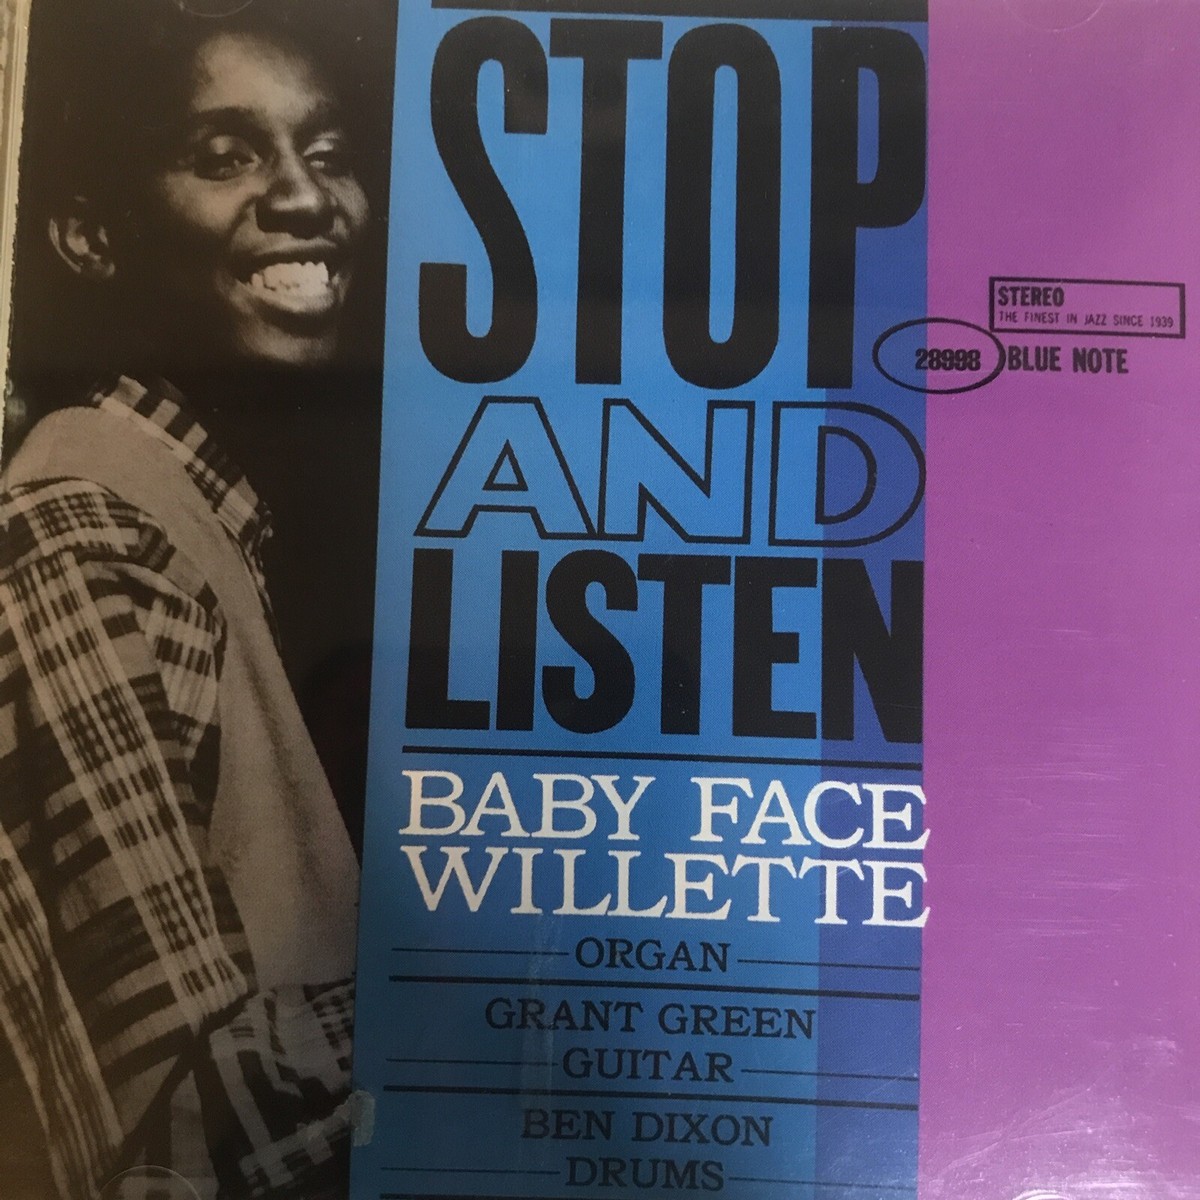 STOP
AND
LISTEN
STEREO
THE FINEST IN JAZZ SINCE 1939
28998 BLUE NOTE
BABY FACE
WILLETTE
ORGAN
GRANT GREEN
GUITAR
BEN DIXON
DRUMS